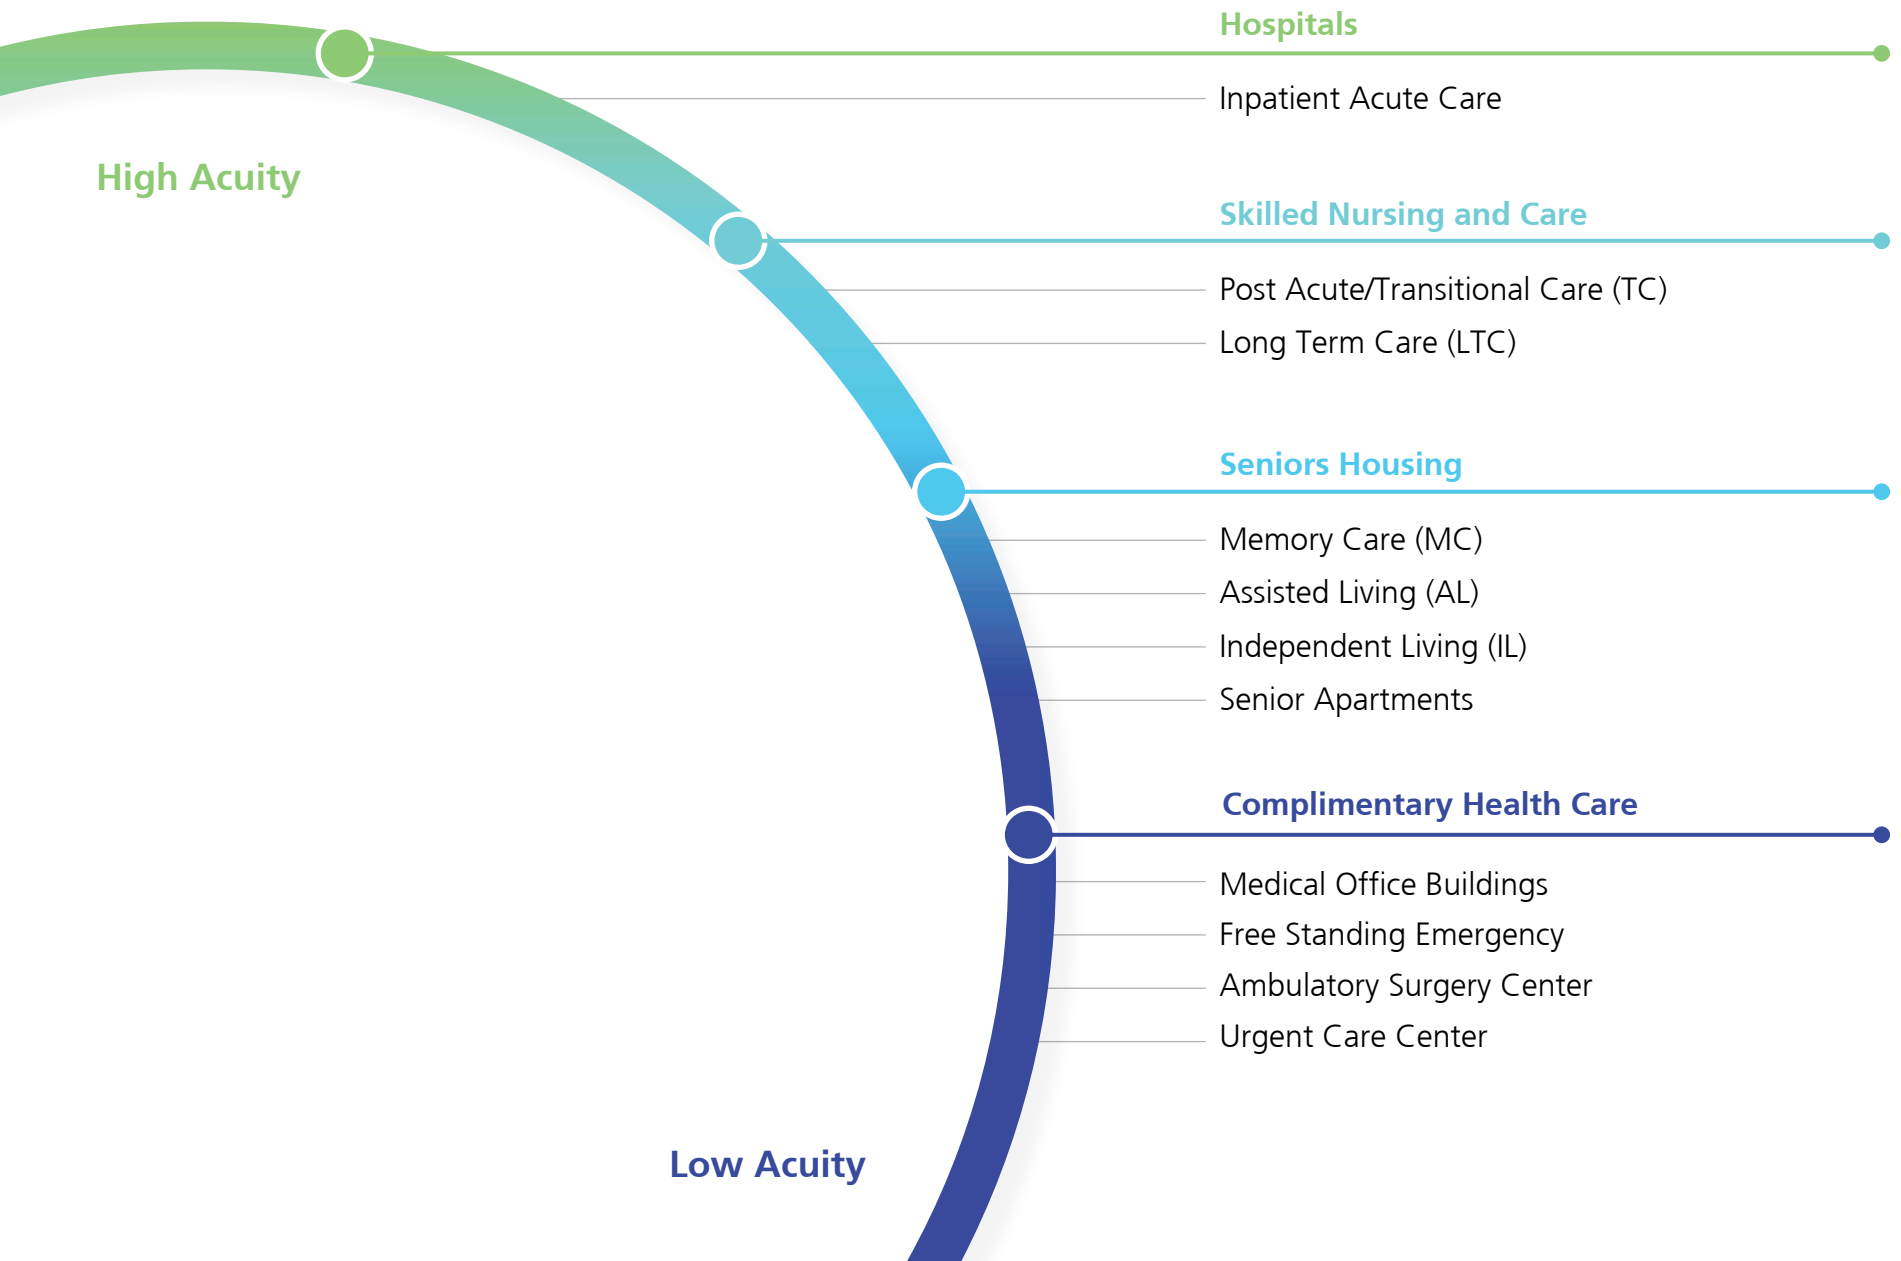 Hospitals
Inpatient Acute Care
High Acuity
Skilled Nursing and Care
Post Acute/Transitional Care (TC)
Long Term Care (LTC)
Seniors Housing
Memory Care (MC)
Assisted Living (AL)
Independent Living (IL)
Senior Apartments
Complimentary Health Care
Medical Office Buildings
Free Standing Emergency
Ambulatory Surgery Center
Urgent Care Center
Low Acuity